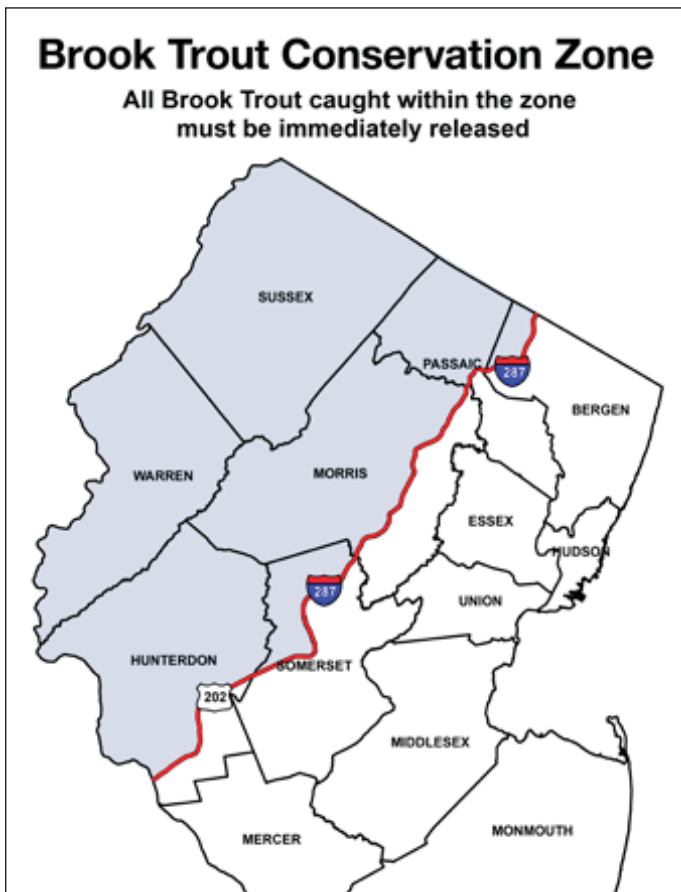 Brook Trout Conservation Zone
All Brook Trout caught within the zone
must be immediately released
SUSSEX
PASSAIC
287
BERGEN
WARREN
MORRIS
ESSEX
HUDSON
287
UNION
HUNTERDON
SOMERSET
202
MIDDLESEX
MERCER
MONMOUTH